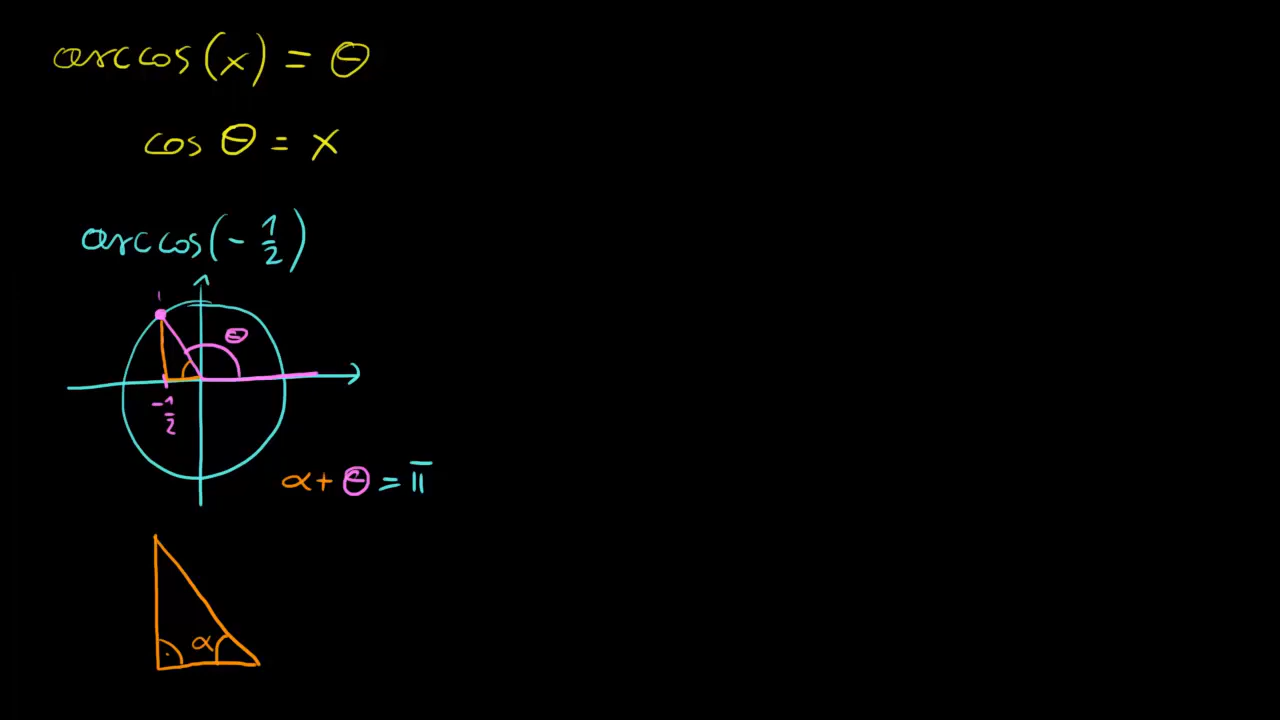 arccos(x) = θ
cos θ = x
arccos(-1/2)
θ
-1/2
α + θ = π
α